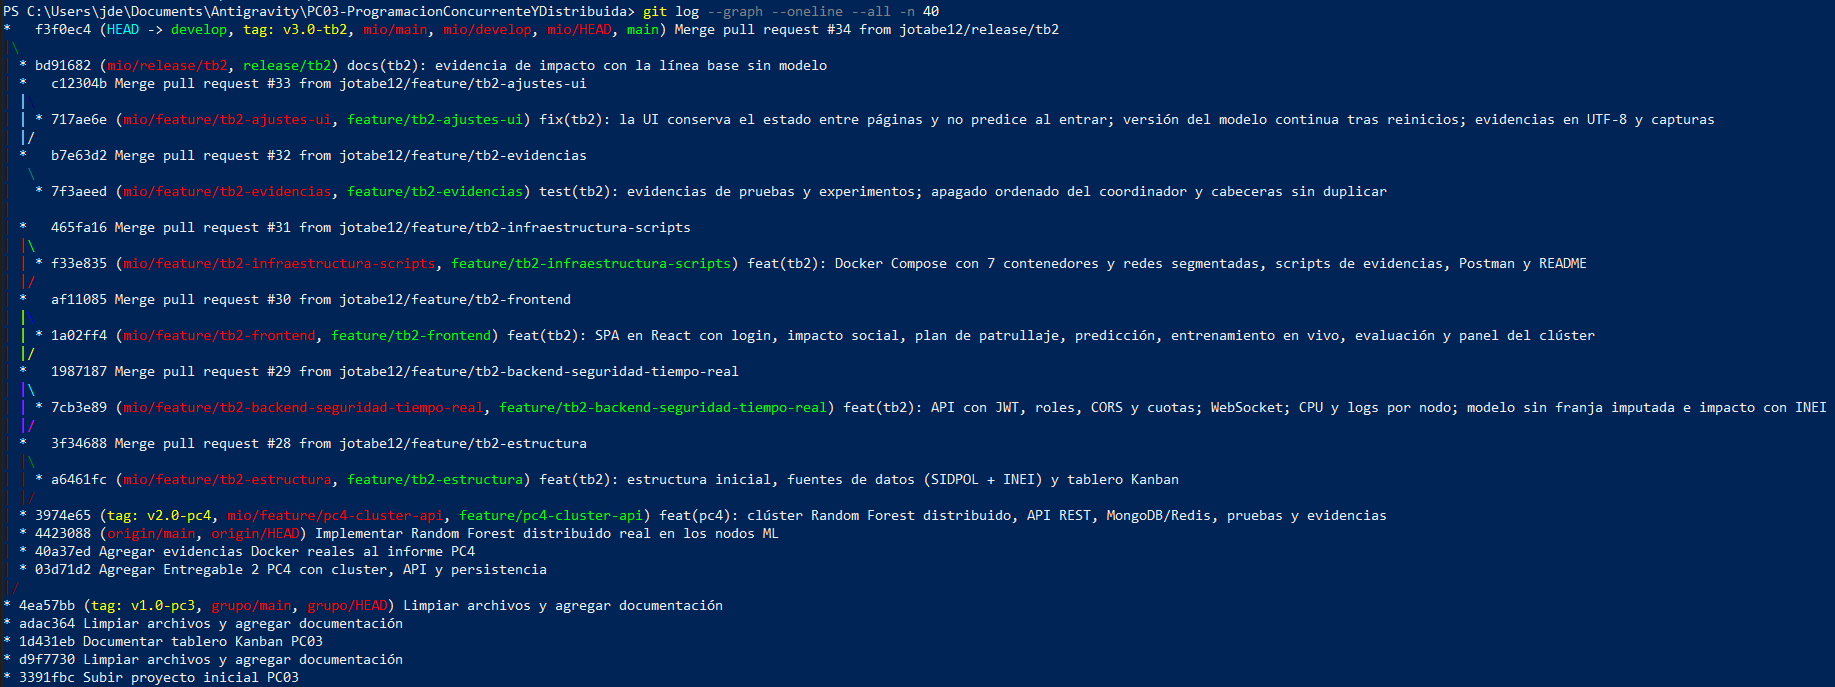 PS C:\Users\jde\Documents\Antigravity\PC03-ProgramacionConcurrenteYDistribuida> git log --graph --oneline --all -n 40
*   f3f0ec4 (HEAD -> develop, tag: v3.0-tb2, mio/main, mio/develop, mio/HEAD, main) Merge pull request #34 from jotabe12/release/tb2
|\
| * bd91682 (mio/release/tb2, release/tb2) docs(tb2): evidencia de impacto con la línea base sin modelo
| *   c12304b Merge pull request #33 from jotabe12/feature/tb2-ajustes-ui
| |\
| | * 717ae6e (mio/feature/tb2-ajustes-ui, feature/tb2-ajustes-ui) fix(tb2): la UI conserva el estado entre páginas y no predice al entrar; versión del modelo continua tras reinicios; evidencias en UTF-8 y capturas
| |/
| *   b7e63d2 Merge pull request #32 from jotabe12/feature/tb2-evidencias
| |\
| | * 7f3aeed (mio/feature/tb2-evidencias, feature/tb2-evidencias) test(tb2): evidencias de pruebas y experimentos; apagado ordenado del coordinador y cabeceras sin duplicar
| |/
| *   465fa16 Merge pull request #31 from jotabe12/feature/tb2-infraestructura-scripts
| |\
| | * f33e835 (mio/feature/tb2-infraestructura-scripts, feature/tb2-infraestructura-scripts) feat(tb2): Docker Compose con 7 contenedores y redes segmentadas, scripts de evidencias, Postman y README
| |/
| *   af11085 Merge pull request #30 from jotabe12/feature/tb2-frontend
| |\
| | * 1a02ff4 (mio/feature/tb2-frontend, feature/tb2-frontend) feat(tb2): SPA en React con login, impacto social, plan de patrullaje, predicción, entrenamiento en vivo, evaluación y panel del clúster
| |/
| *   1987187 Merge pull request #29 from jotabe12/feature/tb2-backend-seguridad-tiempo-real
| |\
| | * 7cb3e89 (mio/feature/tb2-backend-seguridad-tiempo-real, feature/tb2-backend-seguridad-tiempo-real) feat(tb2): API con JWT, roles, CORS y cuotas; WebSocket; CPU y logs por nodo; modelo sin franja imputada e impacto con INEI
| |/
| *   3f34688 Merge pull request #28 from jotabe12/feature/tb2-estructura
| |\
| | * a6461fc (mio/feature/tb2-estructura, feature/tb2-estructura) feat(tb2): estructura inicial, fuentes de datos (SIDPOL + INEI) y tablero Kanban
| |/
| * 3974e65 (tag: v2.0-pc4, mio/feature/pc4-cluster-api, feature/pc4-cluster-api) feat(pc4): clúster Random Forest distribuido, API REST, MongoDB/Redis, pruebas y evidencias
| * 4423088 (origin/main, origin/HEAD) Implementar Random Forest distribuido real en los nodos ML
| * 40a37ed Agregar evidencias Docker reales al informe PC4
| * 03d71d2 Agregar Entregable 2 PC4 con cluster, API y persistencia
|/
* 4ea57bb (tag: v1.0-pc3, grupo/main, grupo/HEAD) Limpiar archivos y agregar documentación
* adac364 Limpiar archivos y agregar documentación
* 1d431eb Documentar tablero Kanban PC03
* d9f7730 Limpiar archivos y agregar documentación
* 3391fbc Subir proyecto inicial PC03